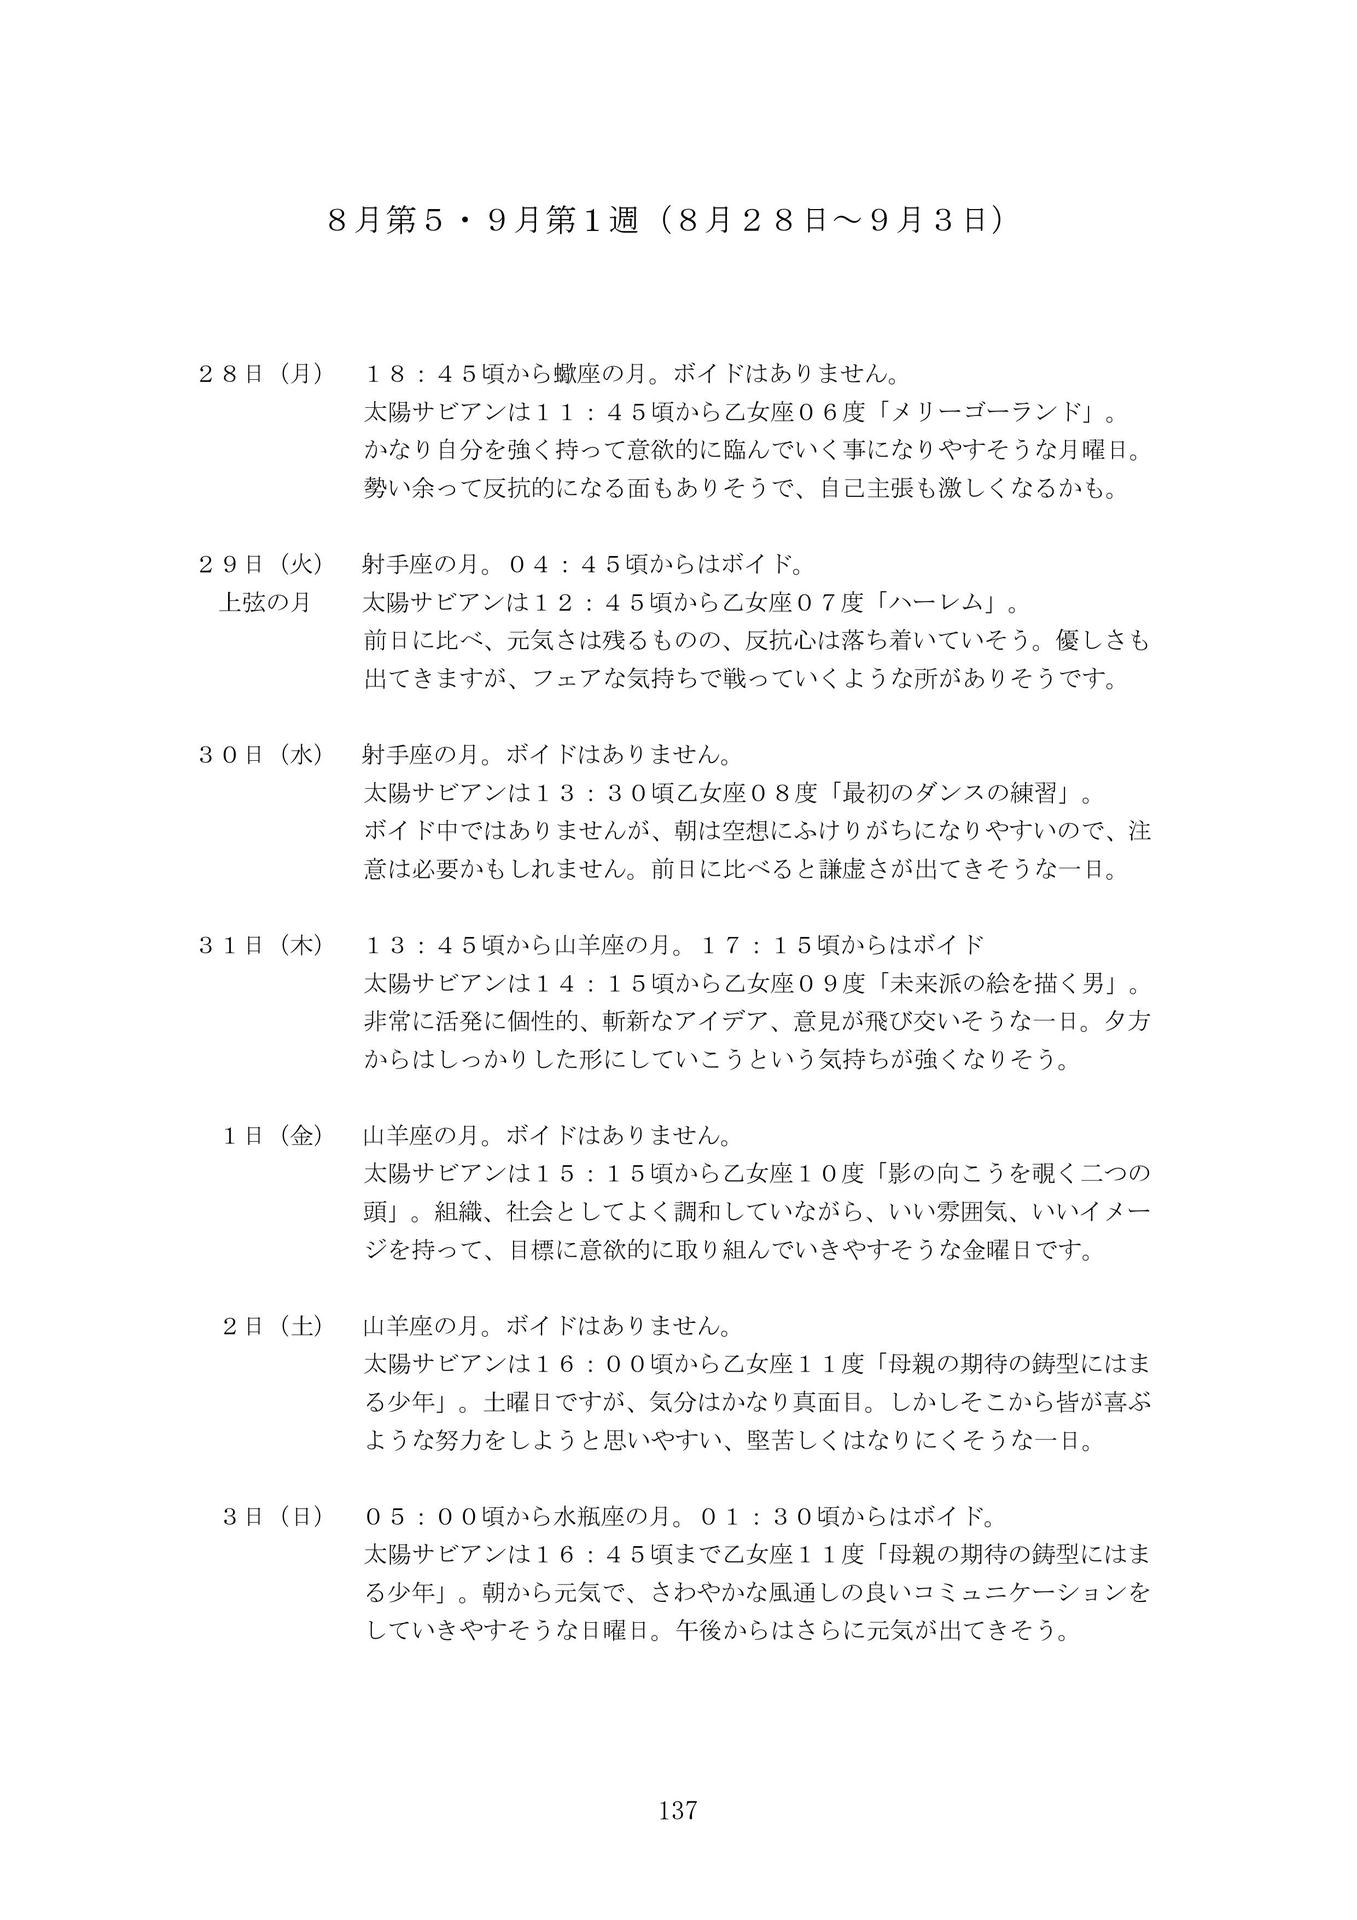 ８月第５・９月第１週（８月２８日～９月３日）
２８日（月）　１８：４５頃から蠍座の月。ボイドはありません。
太陽サビアンは１１：４５頃から乙女座０６度「メリーゴーランド」。
かなり自分を強く持って意欲的に臨んでいく事になりやすそうな月曜日。
勢い余って反抗的になる面もありそうで、自己主張も激しくなるかも。
２９日（火）　射手座の月。０４：４５頃からはボイド。
上弦の月　太陽サビアンは１２：４５頃から乙女座０７度「ハーレム」。
前日に比べ、元気さは残るものの、反抗心は落ち着いていそう。優しさも
出てきますが、フェアな気持ちで戦っていくような所がありそうです。
３０日（水）　射手座の月。ボイドはありません。
太陽サビアンは１３：３０頃乙女座０８度「最初のダンスの練習」。
ボイド中ではありませんが、朝は空想にふけりがちになりやすいので、注
意は必要かもしれません。前日に比べると謙虚さが出てきそうな一日。
３１日（木）　１３：４５頃から山羊座の月。１７：１５頃からはボイド
太陽サビアンは１４：１５頃から乙女座０９度「未来派の絵を描く男」。
非常に活発に個性的、斬新なアイデア、意見が飛び交いそうな一日。夕方
からはしっかりした形にしていこうという気持ちが強くなりそう。
１日（金）　山羊座の月。ボイドはありません。
太陽サビアンは１５：１５頃から乙女座１０度「影の向こうを覗く二つの
頭」。組織、社会としてよく調和していながら、いい雰囲気、いいイメー
ジを持って、目標に意欲的に取り組んでいきやすそうな金曜日です。
２日（土）　山羊座の月。ボイドはありません。
太陽サビアンは１６：００頃から乙女座１１度「母親の期待の鋳型にはま
る少年」。土曜日ですが、気分はかなり真面目。しかしそこから皆が喜ぶ
ような努力をしようと思いやすい、堅苦しくはなりにくそうな一日。
３日（日）　０５：００頃から水瓶座の月。０１：３０頃からはボイド。
太陽サビアンは１６：４５頃まで乙女座１１度「母親の期待の鋳型にはま
る少年」。朝から元気で、さわやかな風通しの良いコミュニケーションを
していきやすそうな日曜日。午後からはさらに元気が出てきそう。
137